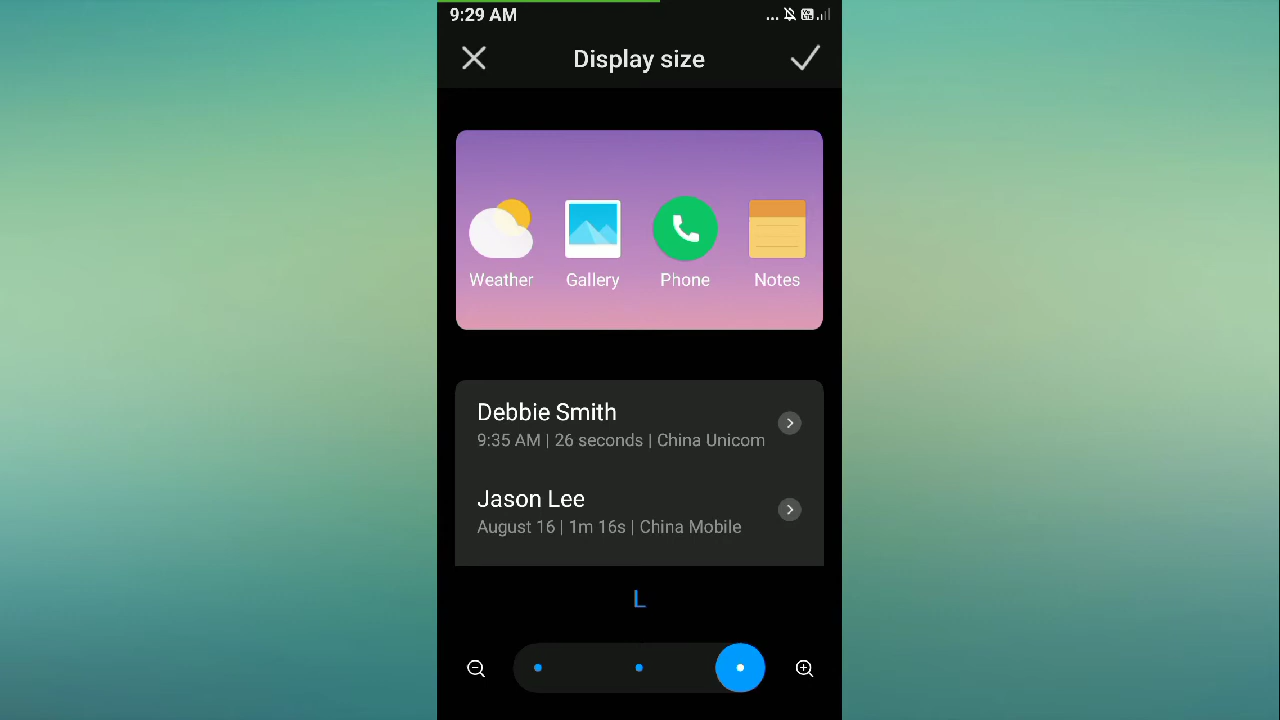 9:29 AM
Display size
Weather Gallery Phone Notes
Debbie Smith
9:35 AM | 26 seconds | China Unicom
Jason Lee
August 16 | 1m 16s | China Mobile
L